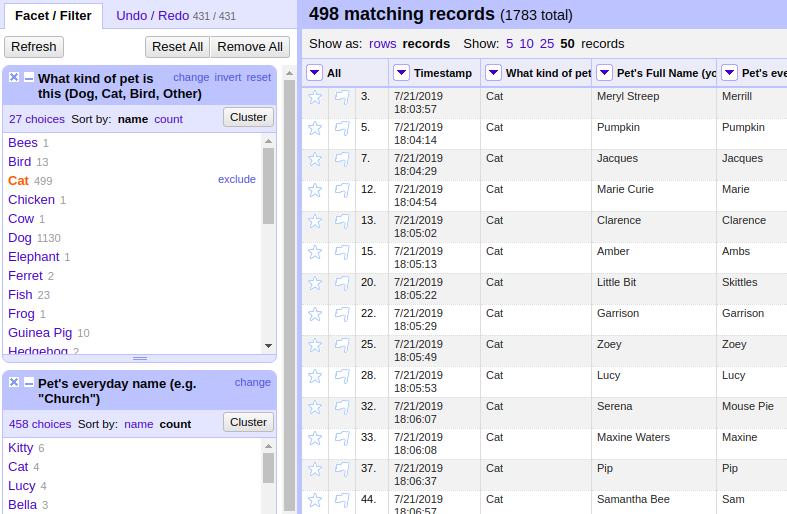 Facet / Filter Undo / Redo 431 / 431
Refresh Reset All Remove All
What kind of pet is this (Dog, Cat, Bird, Other) change invert reset
27 choices Sort by: name count Cluster
Bees 1
Bird 13
Cat 499 exclude
Chicken 1
Cow 1
Dog 1130
Elephant 1
Ferret 2
Fish 23
Frog 1
Guinea Pig 10
Hedgehog 2
Pet's everyday name (e.g. "Church") change
458 choices Sort by: name count Cluster
Kitty 6
Cat 4
Lucy 4
Bella 3
498 matching records (1783 total)
Show as: rows records Show: 5 10 25 50 records
All Timestamp What kind of pet Pet's Full Name (yo Pet's eve
3. 7/21/2019 18:03:57 Cat Meryl Streep Merrill
5. 7/21/2019 18:04:14 Cat Pumpkin Pumpkin
7. 7/21/2019 18:04:29 Cat Jacques Jacques
12. 7/21/2019 18:04:54 Cat Marie Curie Marie
13. 7/21/2019 18:05:02 Cat Clarence Clarence
15. 7/21/2019 18:05:13 Cat Amber Ambs
20. 7/21/2019 18:05:22 Cat Little Bit Skittles
22. 7/21/2019 18:05:29 Cat Garrison Garrison
25. 7/21/2019 18:05:49 Cat Zoey Zoey
28. 7/21/2019 18:05:53 Cat Lucy Lucy
32. 7/21/2019 18:06:07 Cat Serena Mouse Pie
33. 7/21/2019 18:06:08 Cat Maxine Waters Maxine
37. 7/21/2019 18:06:37 Cat Pip Pip
44. 7/21/2019 18:06:57 Cat Samantha Bee Sam